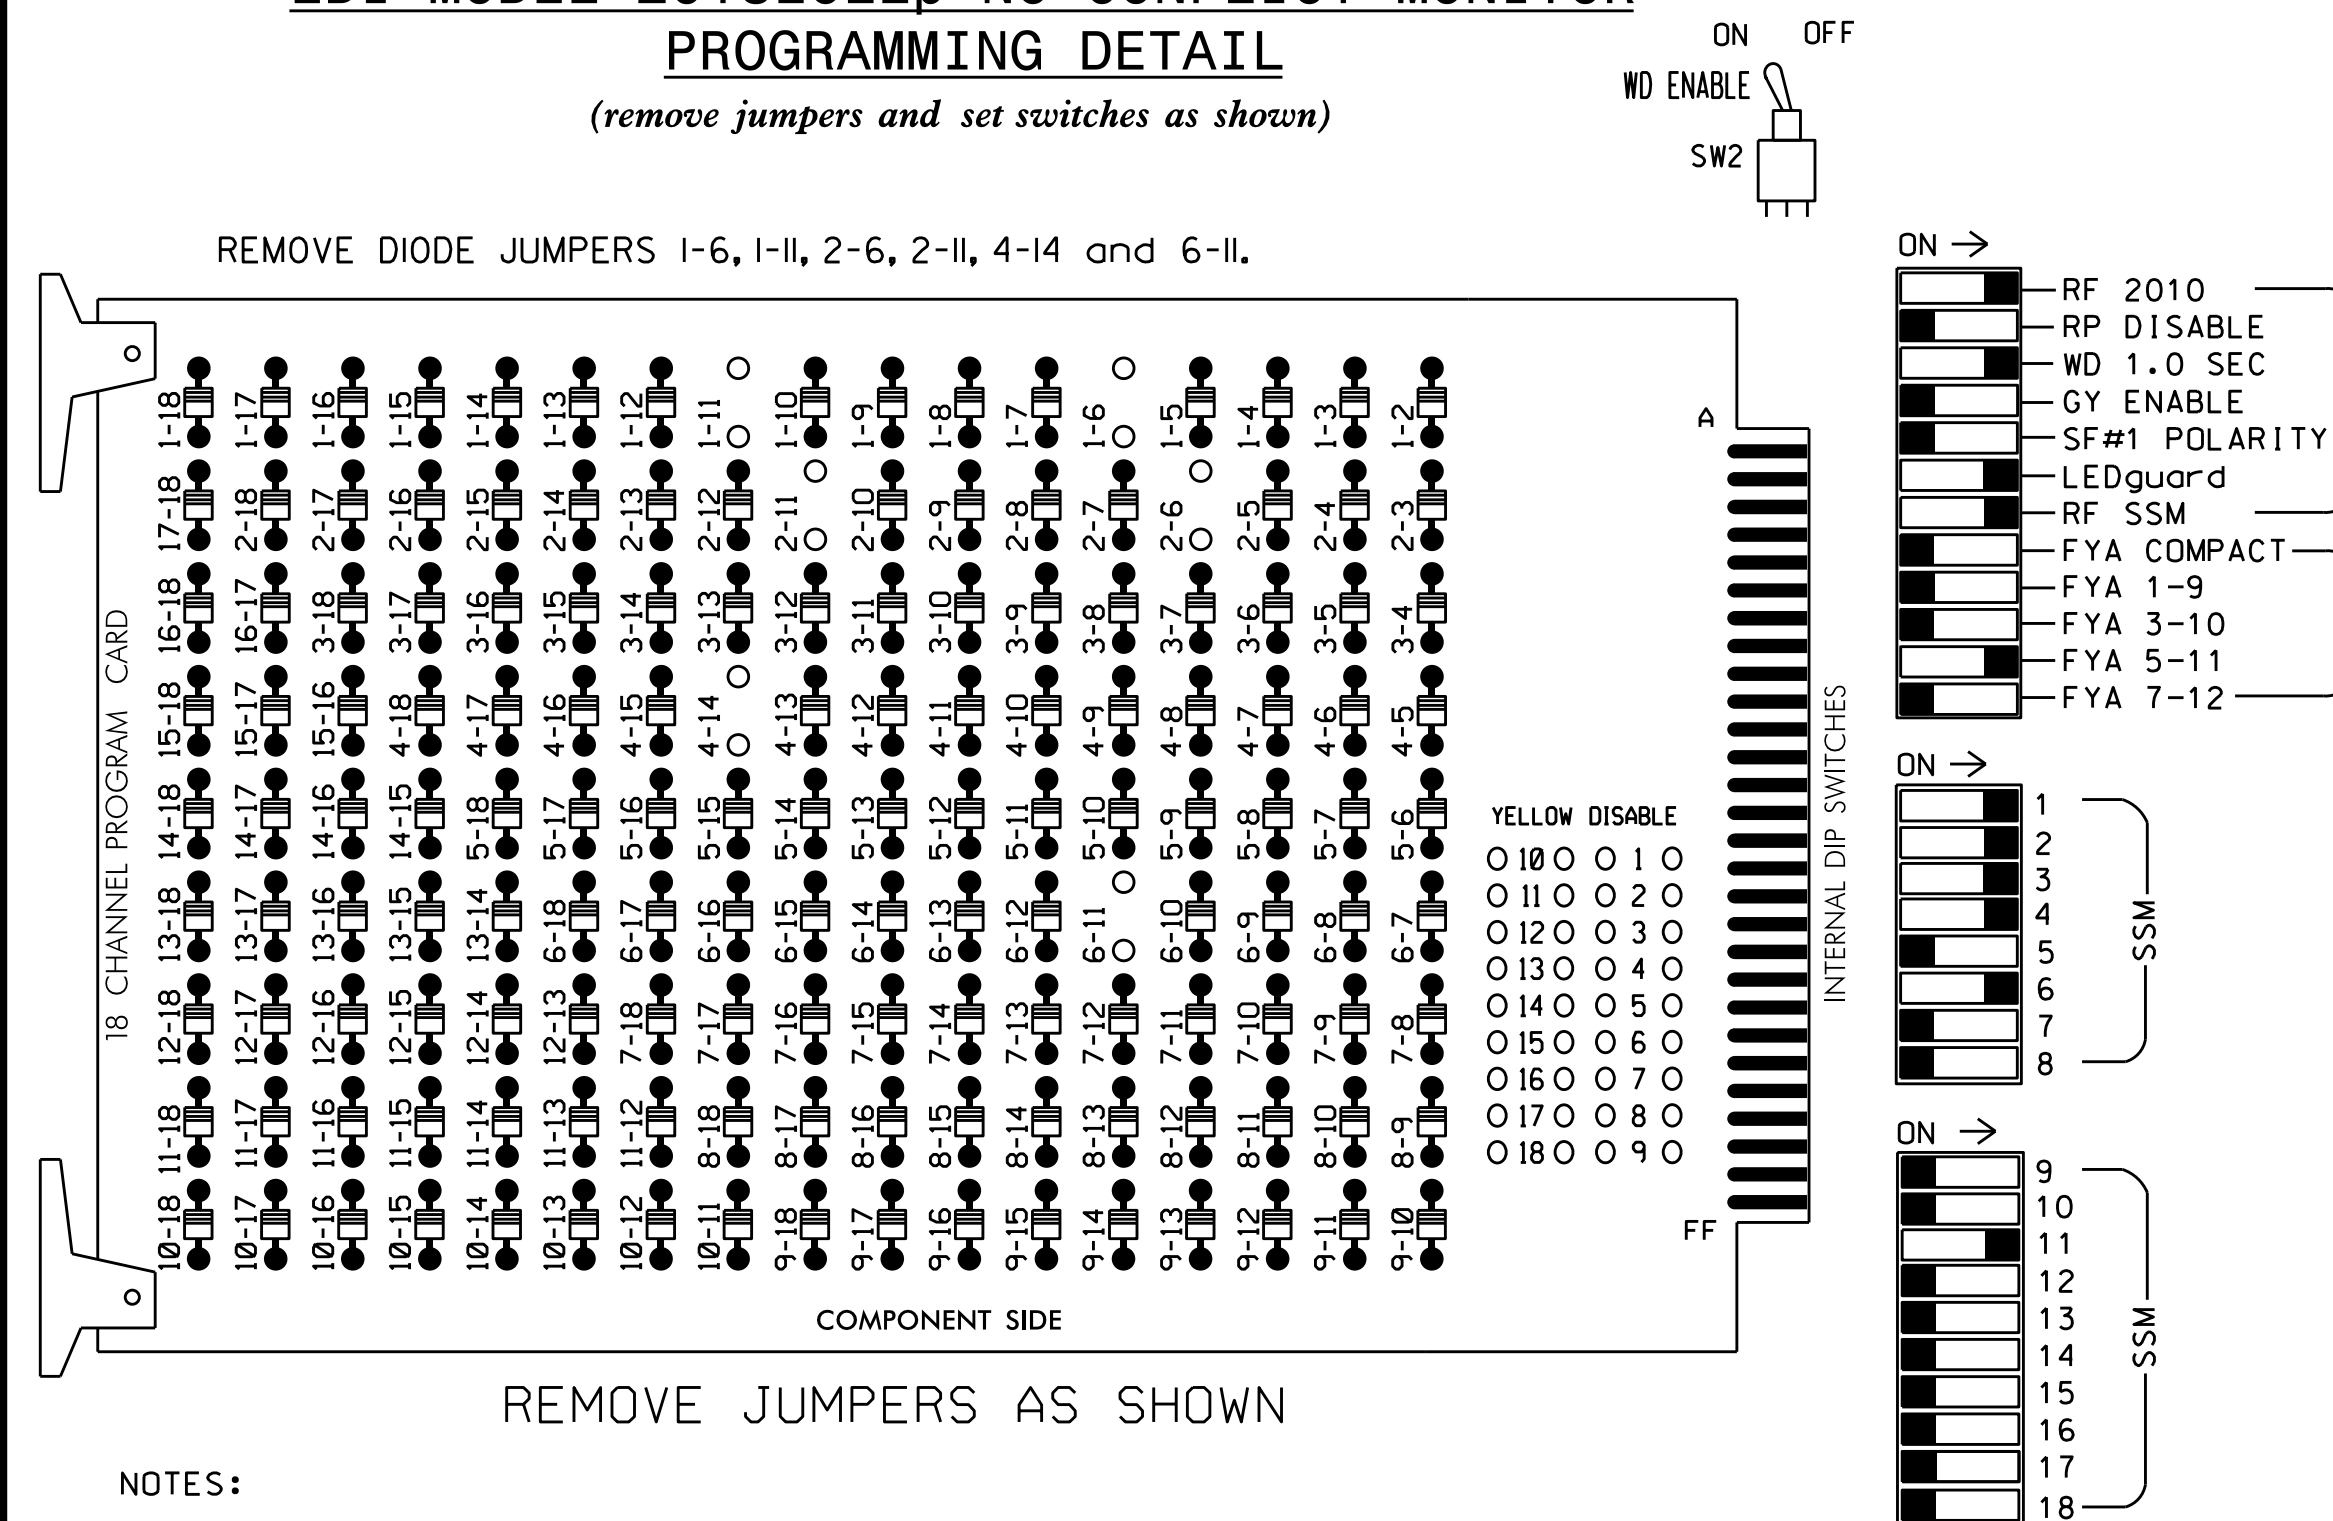 PROGRAMMING DETAIL
(remove jumpers and set switches as shown)
ON OFF
WD ENABLE
SW2
REMOVE DIODE JUMPERS 1-6, 1-11, 2-6, 2-11, 4-14 and 6-11.
18 CHANNEL PROGRAM CARD
1-18 1-17 1-16 1-15 1-14 1-13 1-12 1-11 1-10 1-9 1-8 1-7 1-6 1-5 1-4 1-3 1-2
17-18 2-18 2-17 2-16 2-15 2-14 2-13 2-12 2-11 2-10 2-9 2-8 2-7 2-6 2-5 2-4 2-3
16-18 16-17 3-18 3-17 3-16 3-15 3-14 3-13 3-12 3-11 3-10 3-9 3-8 3-7 3-6 3-5 3-4
15-18 15-17 15-16 4-18 4-17 4-16 4-15 4-14 4-13 4-12 4-11 4-10 4-9 4-8 4-7 4-6 4-5
14-18 14-17 14-16 14-15 5-18 5-17 5-16 5-15 5-14 5-13 5-12 5-11 5-10 5-9 5-8 5-7 5-6
13-18 13-17 13-16 13-15 13-14 6-18 6-17 6-16 6-15 6-14 6-13 6-12 6-11 6-10 6-9 6-8 6-7
12-18 12-17 12-16 12-15 12-14 12-13 7-18 7-17 7-16 7-15 7-14 7-13 7-12 7-11 7-10 7-9 7-8
11-18 11-17 11-16 11-15 11-14 11-13 11-12 8-18 8-17 8-16 8-15 8-14 8-13 8-12 8-11 8-10 8-9
10-18 10-17 10-16 10-15 10-14 10-13 10-12 10-11 9-18 9-17 9-16 9-15 9-14 9-13 9-12 9-11 9-10
A
YELLOW DISABLE
10 1
11 2
12 3
13 4
14 5
15 6
16 7
17 8
18 9
FF
COMPONENT SIDE
REMOVE JUMPERS AS SHOWN
NOTES:
INTERNAL DIP SWITCHES
ON →
RF 2010
RP DISABLE
WD 1.0 SEC
GY ENABLE
SF#1 POLARITY
LEDguard
RF SSM
FYA COMPACT
FYA 1-9
FYA 3-10
FYA 5-11
FYA 7-12
ON →
1
2
3
4
5
6
7
8
SSM
ON →
9
10
11
12
13
14
15
16
17
18
SSM